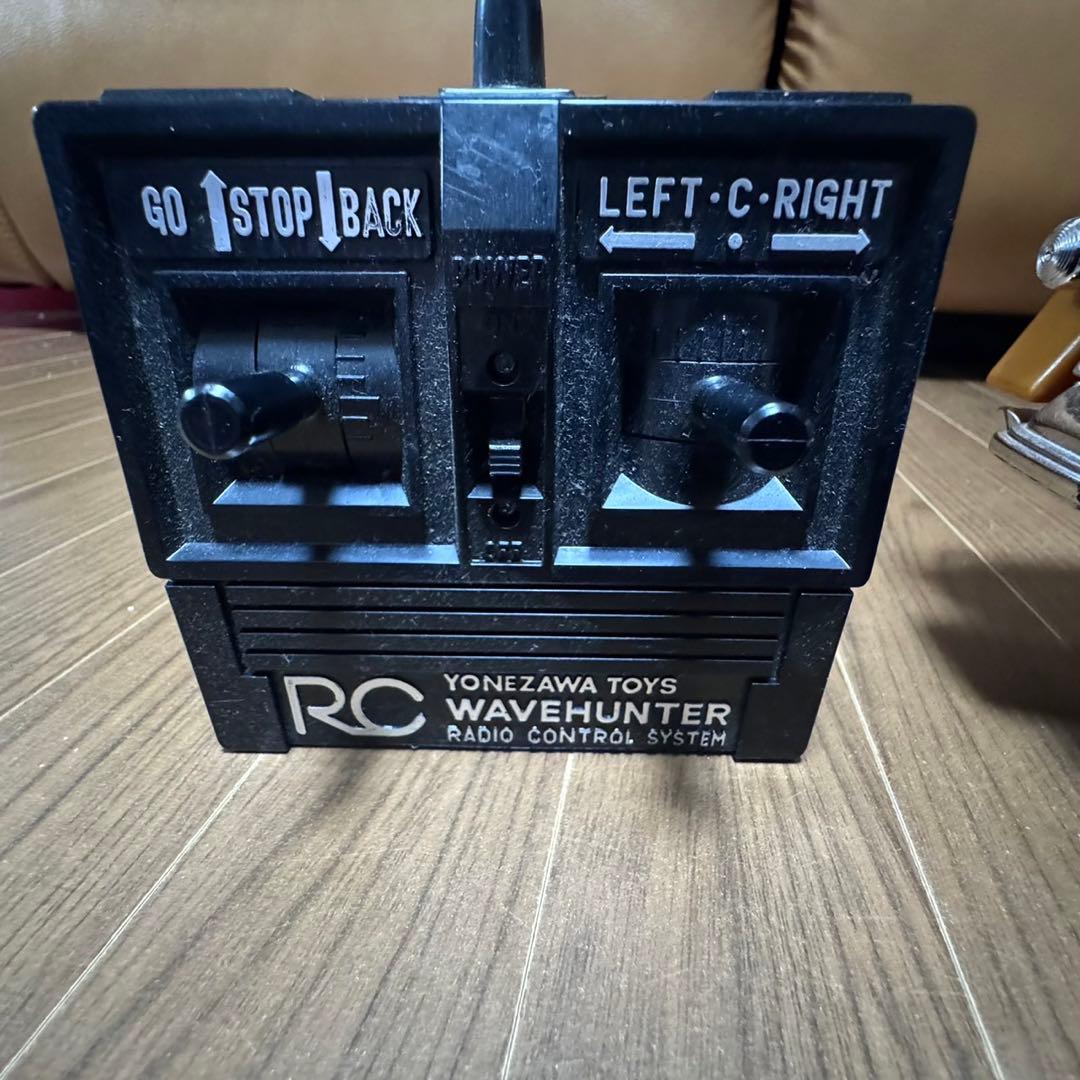 GO ↑ STOP ↓ BACK
LEFT · C · RIGHT
POWER
ON
OFF
RC
YONEZAWA TOYS
WAVEHUNTER
RADIO CONTROL SYSTEM